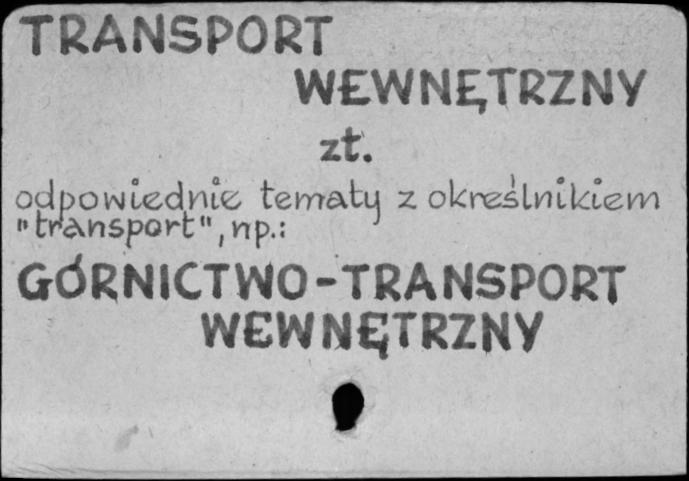 TRANSPORT
WEWNĘTRZNY
zt.
odpowiednie tematy z określnikiem
"transport", np.:
GÓRNICTWO-TRANSPORT
WEWNĘTRZNY